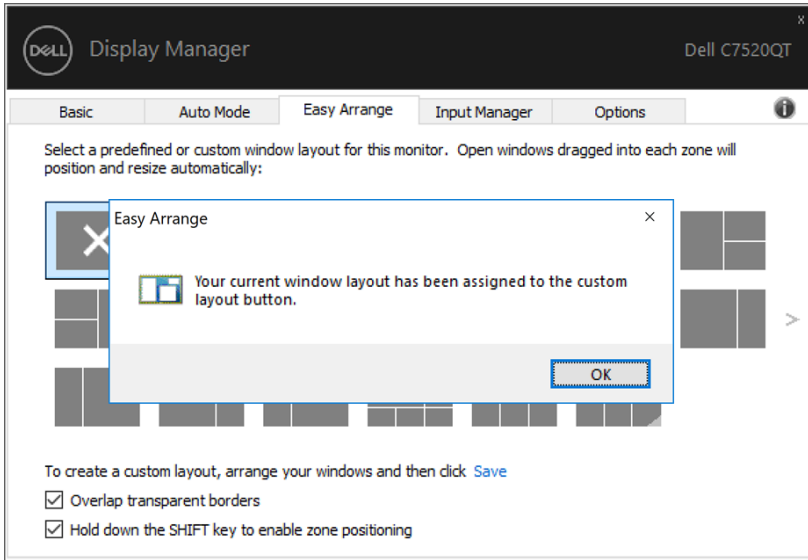 x
DELL
Display Manager
Dell C7520QT
Basic
Auto Mode
Easy Arrange
Input Manager
Options
i
Select a predefined or custom window layout for this monitor. Open windows dragged into each zone will
position and resize automatically:
Easy Arrange
Your current window layout has been assigned to the custom
layout button.
OK
To create a custom layout, arrange your windows and then click Save
Overlap transparent borders
Hold down the SHIFT key to enable zone positioning